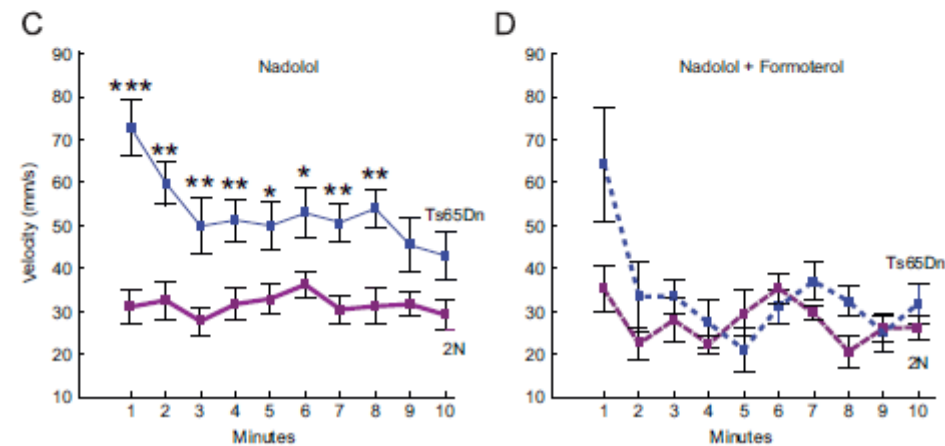 C
Nadolol
Velocity (mm/s)
90
80
70
60
50
40
30
20
10
***
**
**
**
*
*
**
**
Ts65Dn
2N
1 2 3 4 5 6 7 8 9 10
Minutes
D
Nadolol + Formoterol
90
80
70
60
50
40
30
20
10
Ts65Dn
2N
1 2 3 4 5 6 7 8 9 10
Minutes